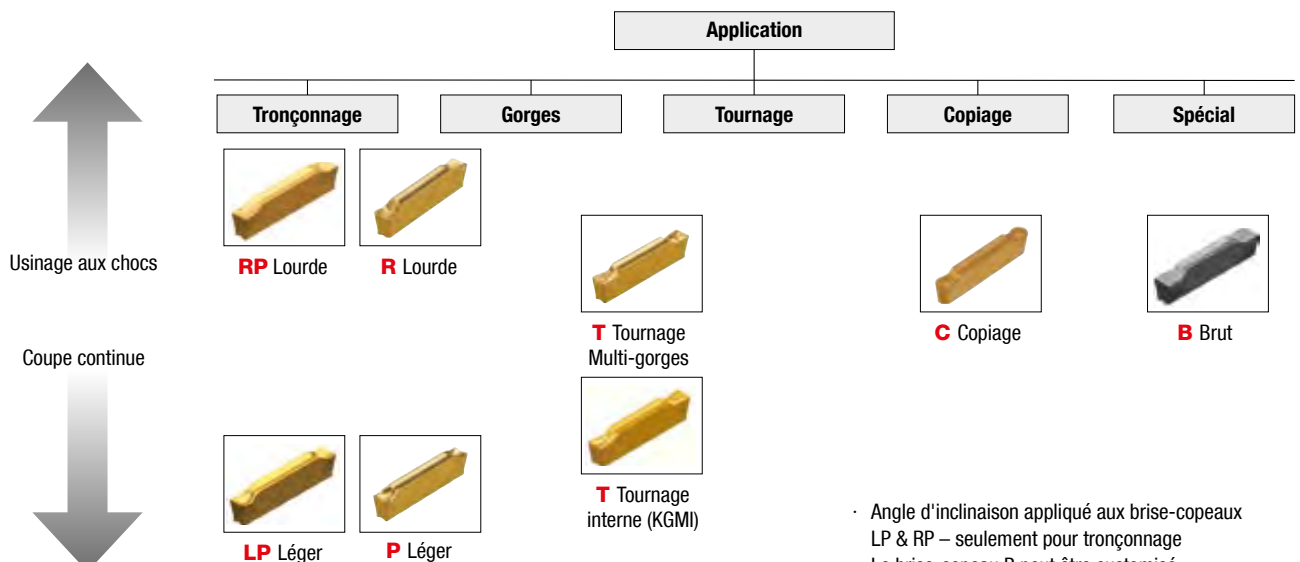 Application
Tronçonnage
Gorges
Tournage
Copiage
Spécial
Usinage aux chocs
RP Lourde
R Lourde
T Tournage
Multi-gorges
C Copiage
B Brut
Coupe continue
T Tournage
interne (KGMI)
LP Léger
P Léger
· Angle d'inclinaison appliqué aux brise-copeaux
LP & RP – seulement pour tronçonnage